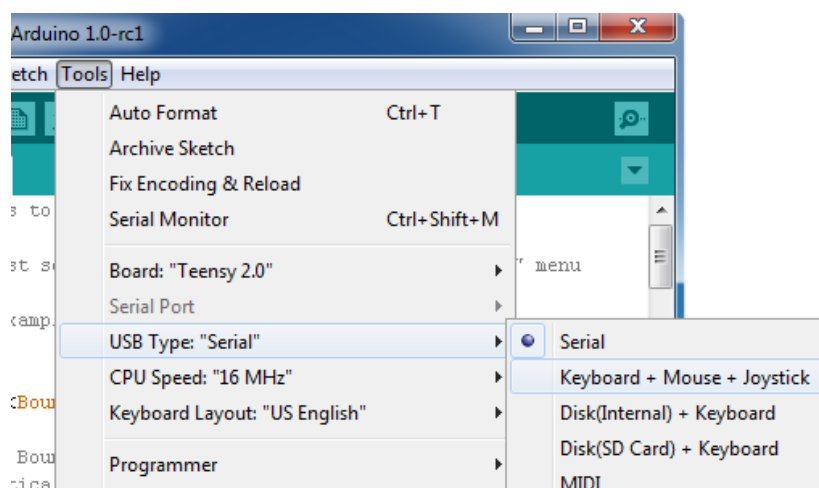 Arduino 1.0-rc1
etch Tools Help
Auto Format Ctrl+T
Archive Sketch
Fix Encoding & Reload
s to
Serial Monitor Ctrl+Shift+M
st s
Board: "Teensy 2.0"
" menu
Serial Port
xamp
USB Type: "Serial"
Serial
CPU Speed: "16 MHz"
Keyboard + Mouse + Joystick
<Bou
Keyboard Layout: "US English"
Disk(Internal) + Keyboard
Disk(SD Card) + Keyboard
Bou
Programmer
MIDI
tica